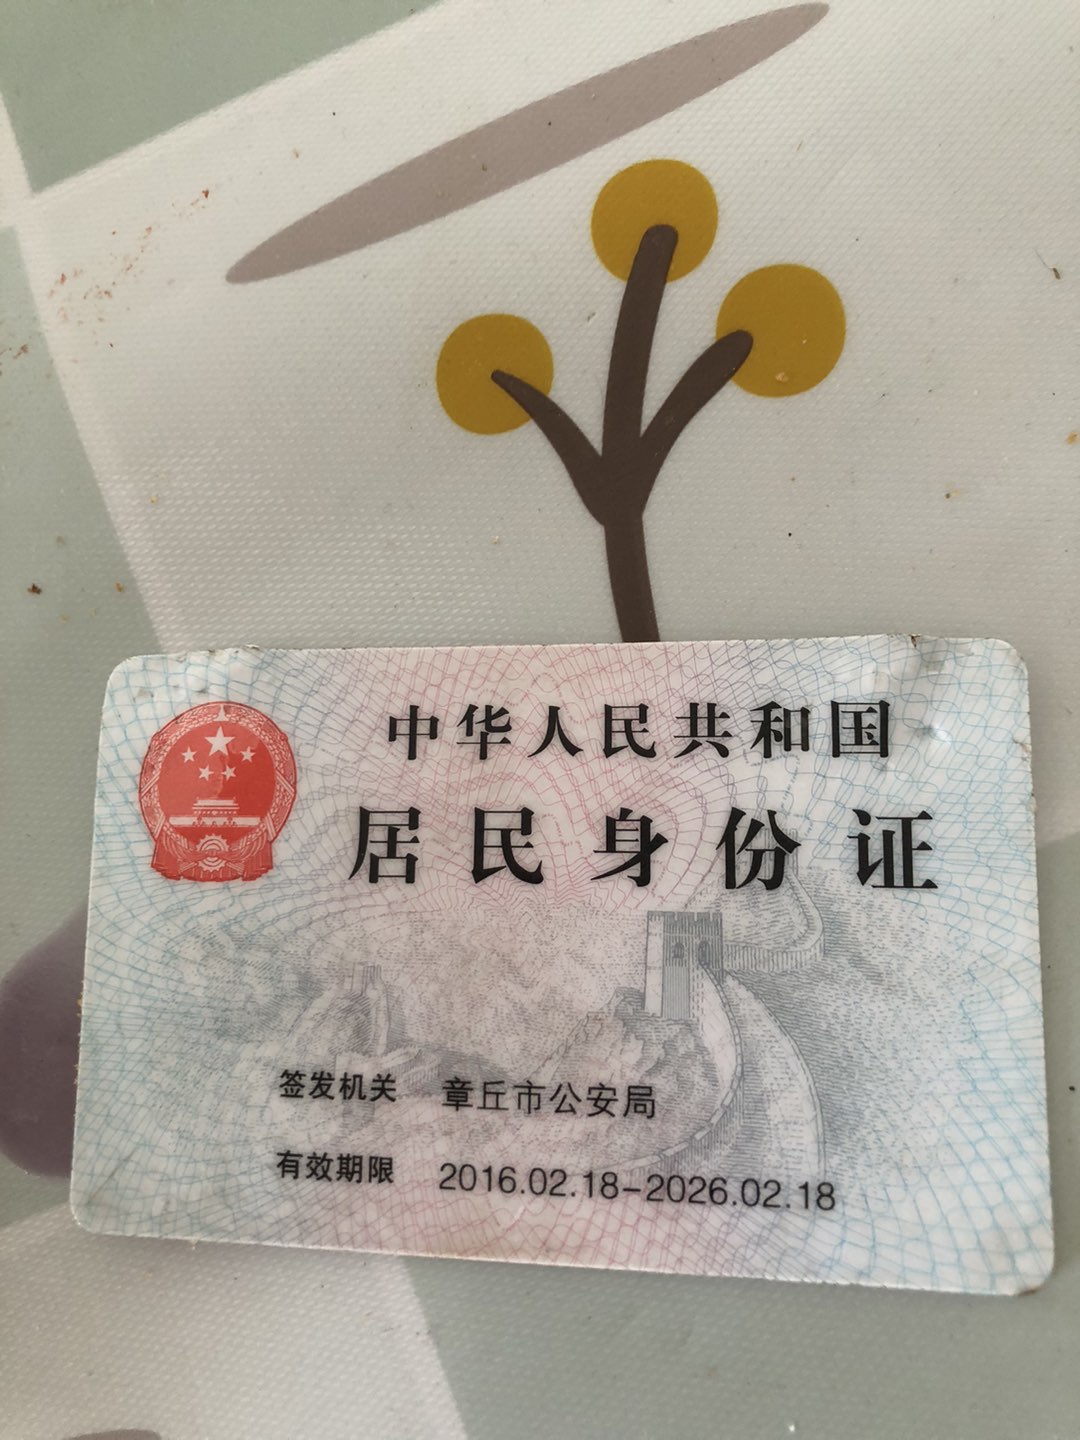 中华人民共和国
居民身份证
签发机关 章丘市公安局
有效期限 2016.02.18-2026.02.18